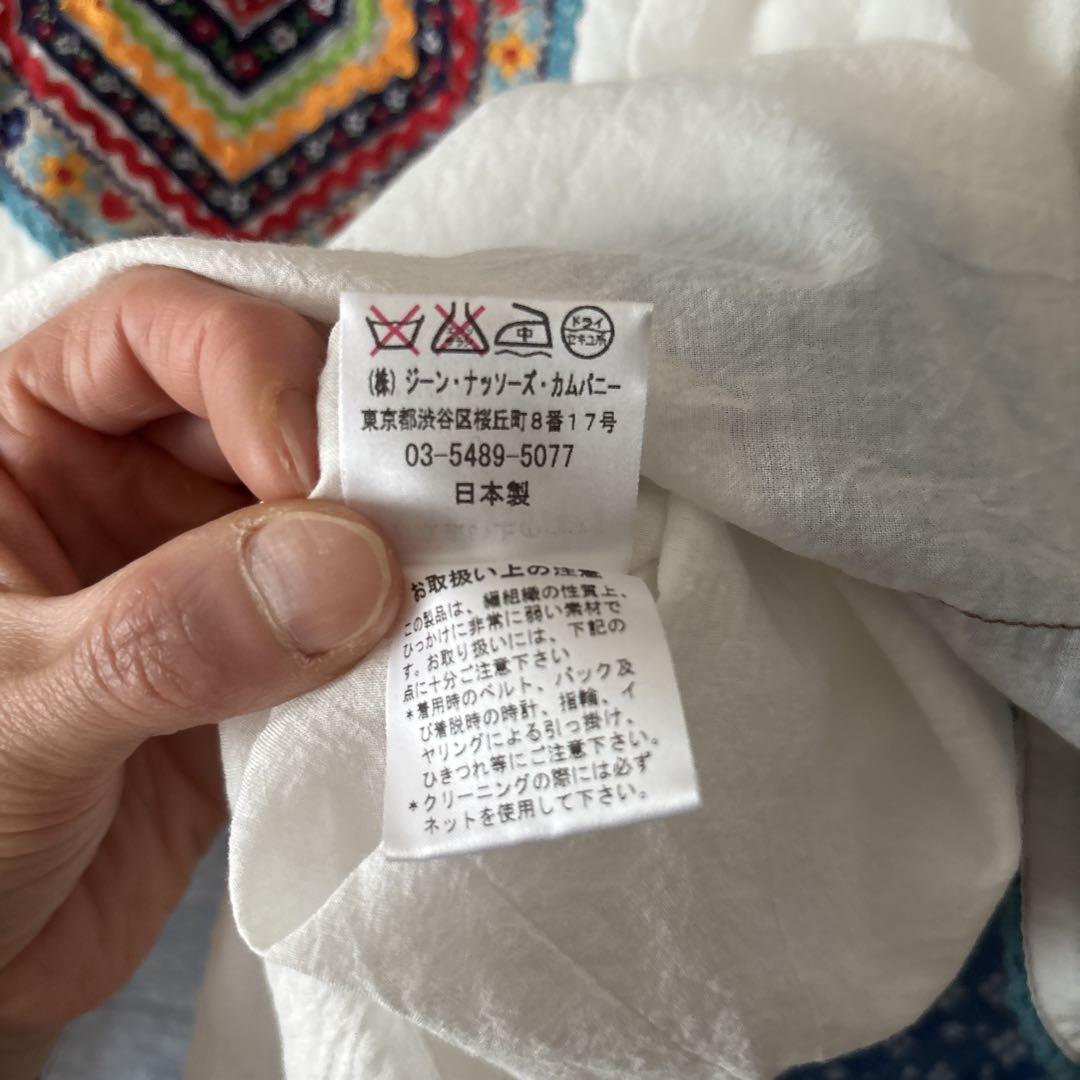 中 ドライ セキユ系
(株)ジーン・ナッソーズ・カムパニー
東京都渋谷区桜丘町8番17号
03-5489-5077
日本製
お取扱い上の注意
この製品は、繊組織の性質上、
ひっかけに非常に弱い素材で
す。お取り扱いには、下記の
点に十分ご注意下さい
*着用時のベルト、バック及
び着脱時の時計、指輪、イ
ヤリングによる引っ掛け、
ひきつれ等にご注意下さい。
*クリーニングの際には必ず
ネットを使用して下さい。